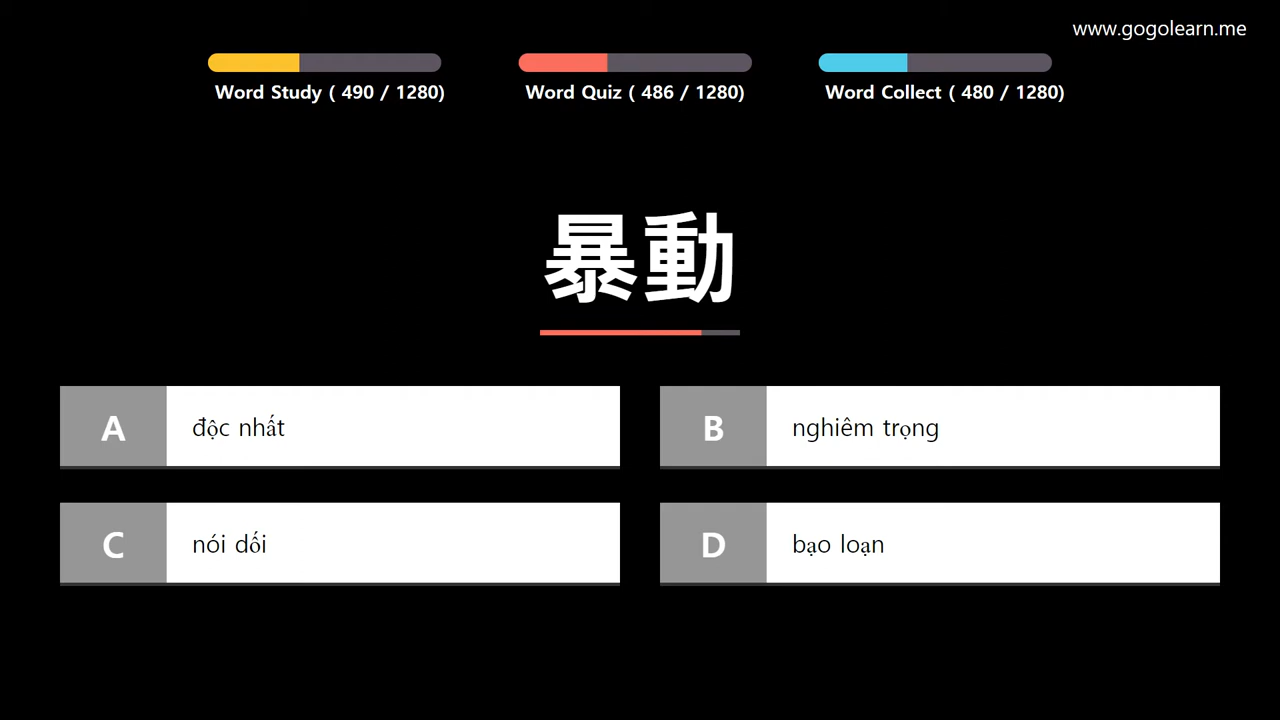 www.gogolearn.me
Word Study ( 490 / 1280)
Word Quiz ( 486 / 1280)
Word Collect ( 480 / 1280)
暴動
A độc nhất
B nghiêm trọng
C nói dối
D bạo loạn